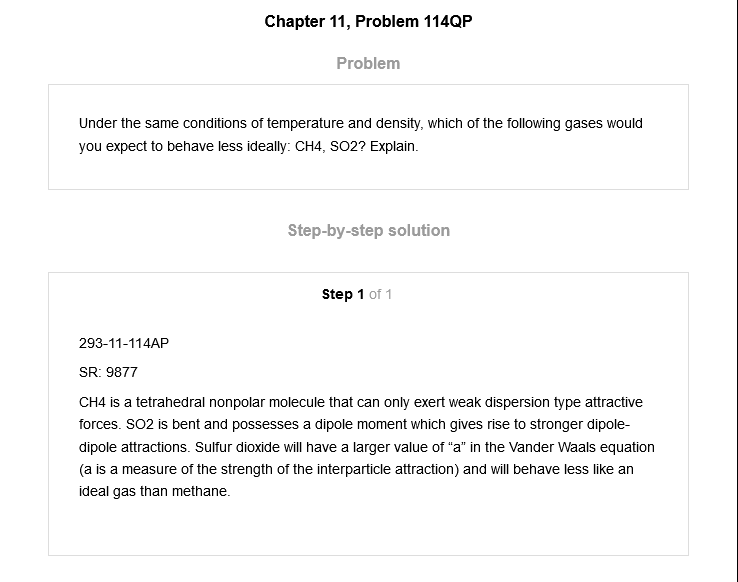 Chapter 11, Problem 114QP
Problem
Under the same conditions of temperature and density, which of the following gases would
you expect to behave less ideally: CH4, SO2? Explain.
Step-by-step solution
Step 1 of 1
293-11-114AP
SR: 9877
CH4 is a tetrahedral nonpolar molecule that can only exert weak dispersion type attractive
forces. SO2 is bent and possesses a dipole moment which gives rise to stronger dipole-
dipole attractions. Sulfur dioxide will have a larger value of “a” in the Vander Waals equation
(a is a measure of the strength of the interparticle attraction) and will behave less like an
ideal gas than methane.